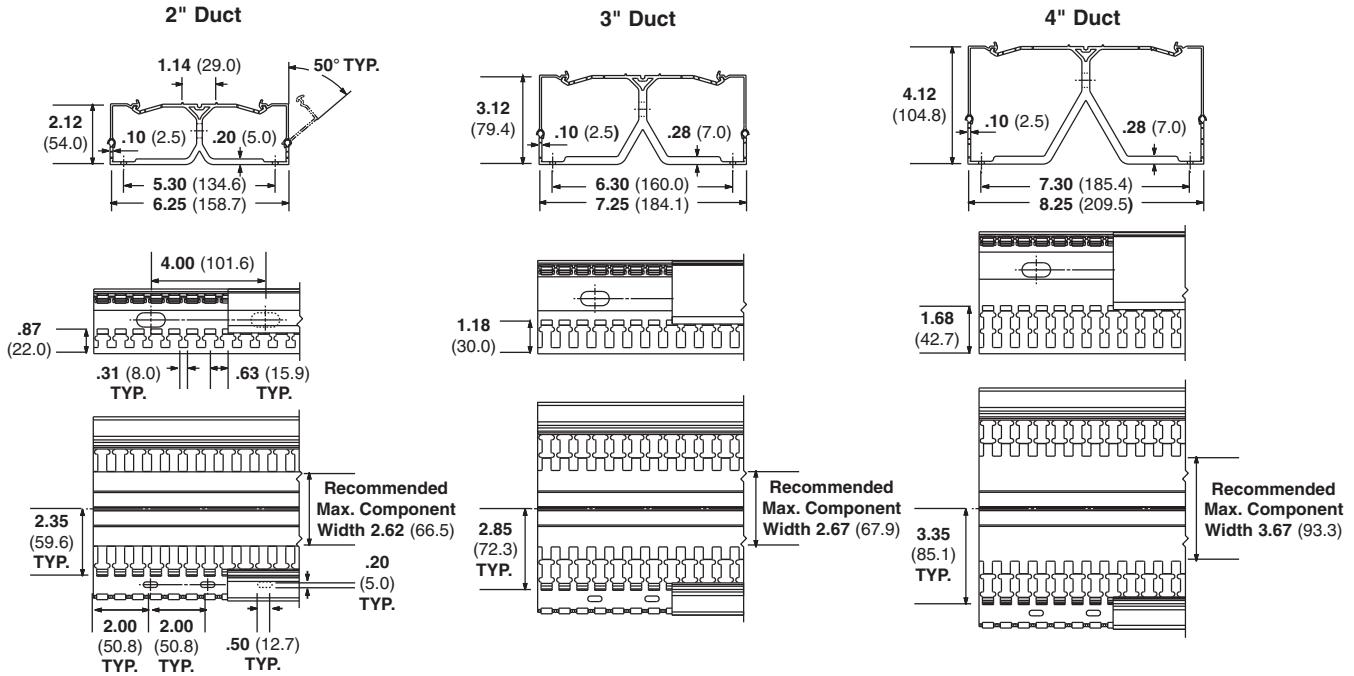 2" Duct
1.14 (29.0)
50° TYP.
2.12
(54.0)
.10 (2.5)
.20 (5.0)
5.30 (134.6)
6.25 (158.7)
4.00 (101.6)
.87
(22.0)
.31 (8.0)
TYP.
.63 (15.9)
TYP.
Recommended
Max. Component
Width 2.62 (66.5)
2.35
(59.6)
TYP.
.20
(5.0)
TYP.
2.00
(50.8)
TYP.
2.00
(50.8)
TYP.
.50 (12.7)
TYP.
3" Duct
3.12
(79.4)
.10 (2.5)
.28 (7.0)
6.30 (160.0)
7.25 (184.1)
1.18
(30.0)
Recommended
Max. Component
Width 2.67 (67.9)
2.85
(72.3)
TYP.
4" Duct
4.12
(104.8)
.10 (2.5)
.28 (7.0)
7.30 (185.4)
8.25 (209.5)
1.68
(42.7)
Recommended
Max. Component
Width 3.67 (93.3)
3.35
(85.1)
TYP.